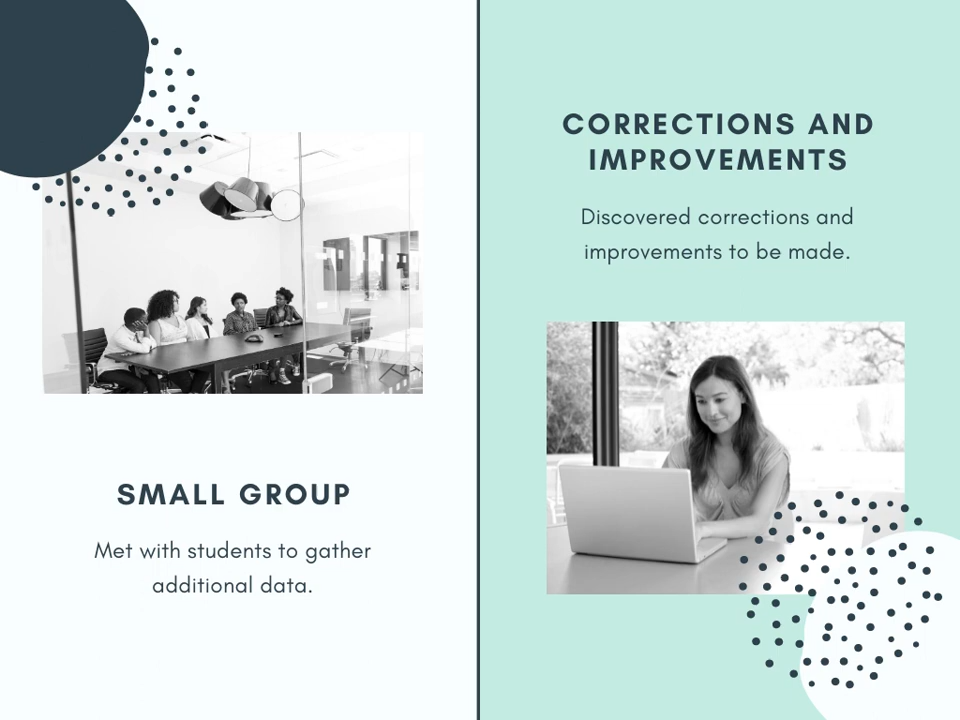 SMALL GROUP
Met with students to gather
additional data.
CORRECTIONS AND
IMPROVEMENTS
Discovered corrections and
improvements to be made.